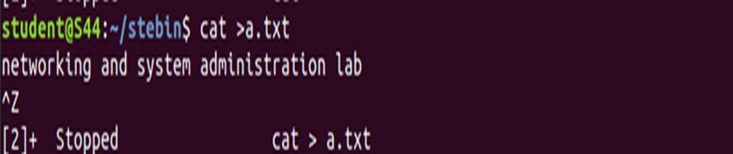 student@S44:~/stebin$ cat >a.txt
networking and system administration lab
^Z
[2]+ Stopped cat > a.txt